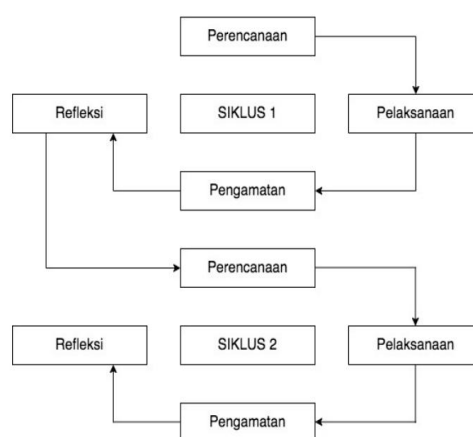 Perencanaan
Refleksi
SIKLUS 1
Pelaksanaan
Pengamatan
Perencanaan
Refleksi
SIKLUS 2
Pelaksanaan
Pengamatan